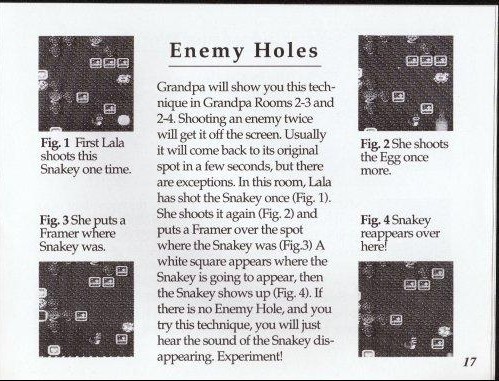 Enemy Holes
Fig. 1 First Lala
shoots this
Snakey one time.
Fig. 3 She puts a
Framer where
Snakey was.
Grandpa will show you this tech-
nique in Grandpa Rooms 2-3 and
2-4. Shooting an enemy twice
will get it off the screen. Usually
it will come back to its original
spot in a few seconds, but there
are exceptions. In this room, Lala
has shot the Snakey once (Fig. 1).
She shoots it again (Fig. 2) and
puts a Framer over the spot
where the Snakey was (Fig.3) A
white square appears where the
Snakey is going to appear, then
the Snakey shows up (Fig. 4). If
there is no Enemy Hole, and you
try this technique, you will just
hear the sound of the Snakey dis-
appearing. Experiment!
Fig. 2 She shoots
the Egg once
more.
Fig. 4 Snakey
reappears over
here!
17